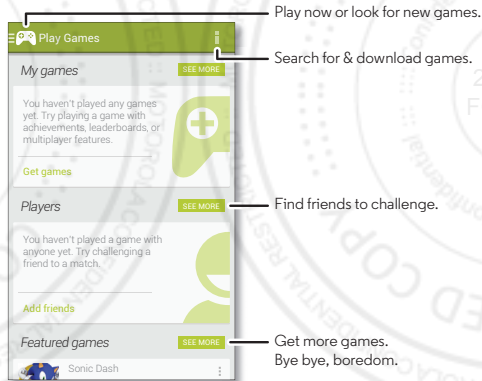 Play now or look for new games.
Play Games
Search for & download games.
My games
SEE MORE
You haven't played any games
yet. Try playing a game with
achievements, leaderboards, or
multiplayer features.
Get games
Players
SEE MORE
Find friends to challenge.
You haven't played a game with
anyone yet. Try challenging a
friend to a match.
Add friends
Featured games
SEE MORE
Get more games.
Bye bye, boredom.
Sonic Dash